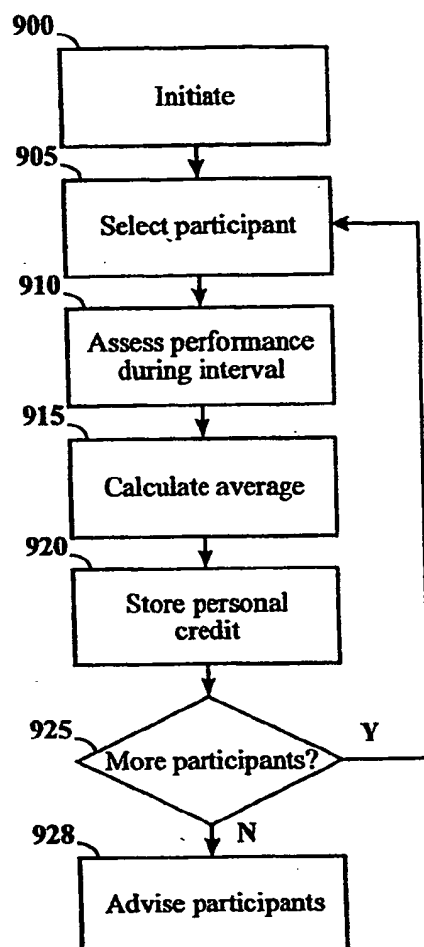 900
Initiate
905
Select participant
910
Assess performance
during interval
915
Calculate average
920
Store personal
credit
925
More participants?
Y
N
928
Advise participants